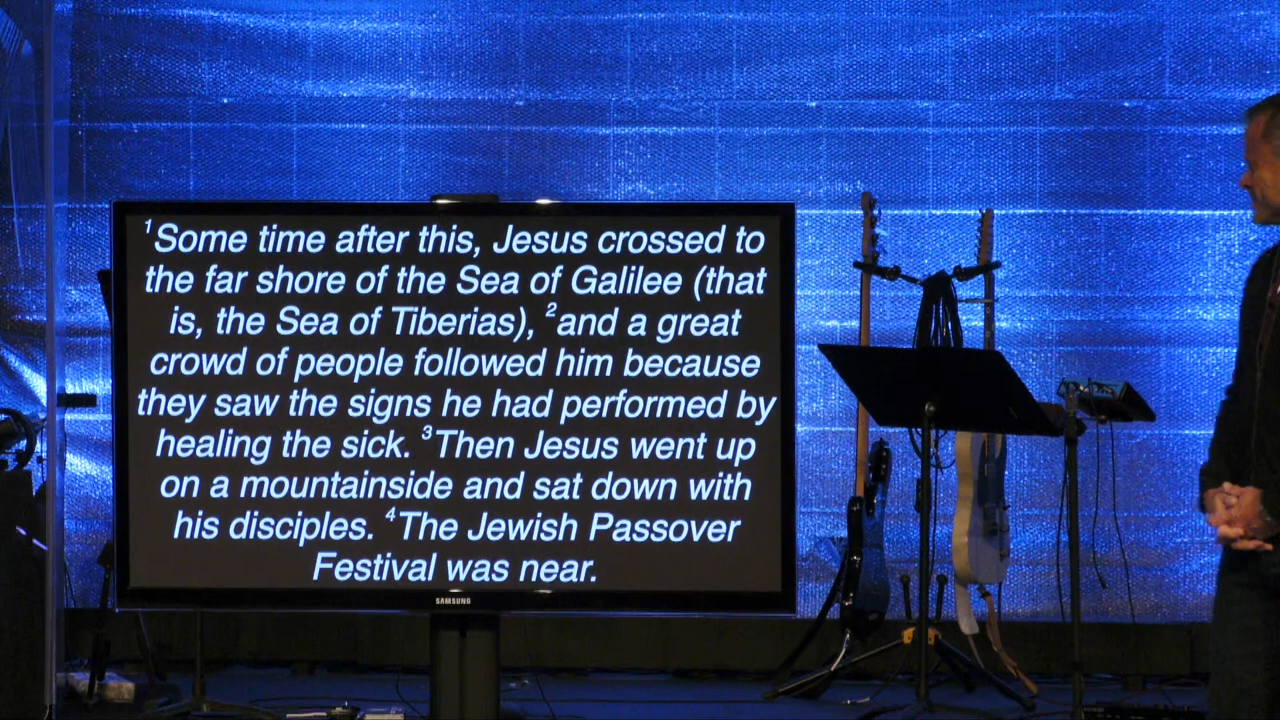 ¹Some time after this, Jesus crossed to
the far shore of the Sea of Galilee (that
is, the Sea of Tiberias), ²and a great
crowd of people followed him because
they saw the signs he had performed by
healing the sick. ³Then Jesus went up
on a mountainside and sat down with
his disciples. ⁴The Jewish Passover
Festival was near.
SAMSUNG